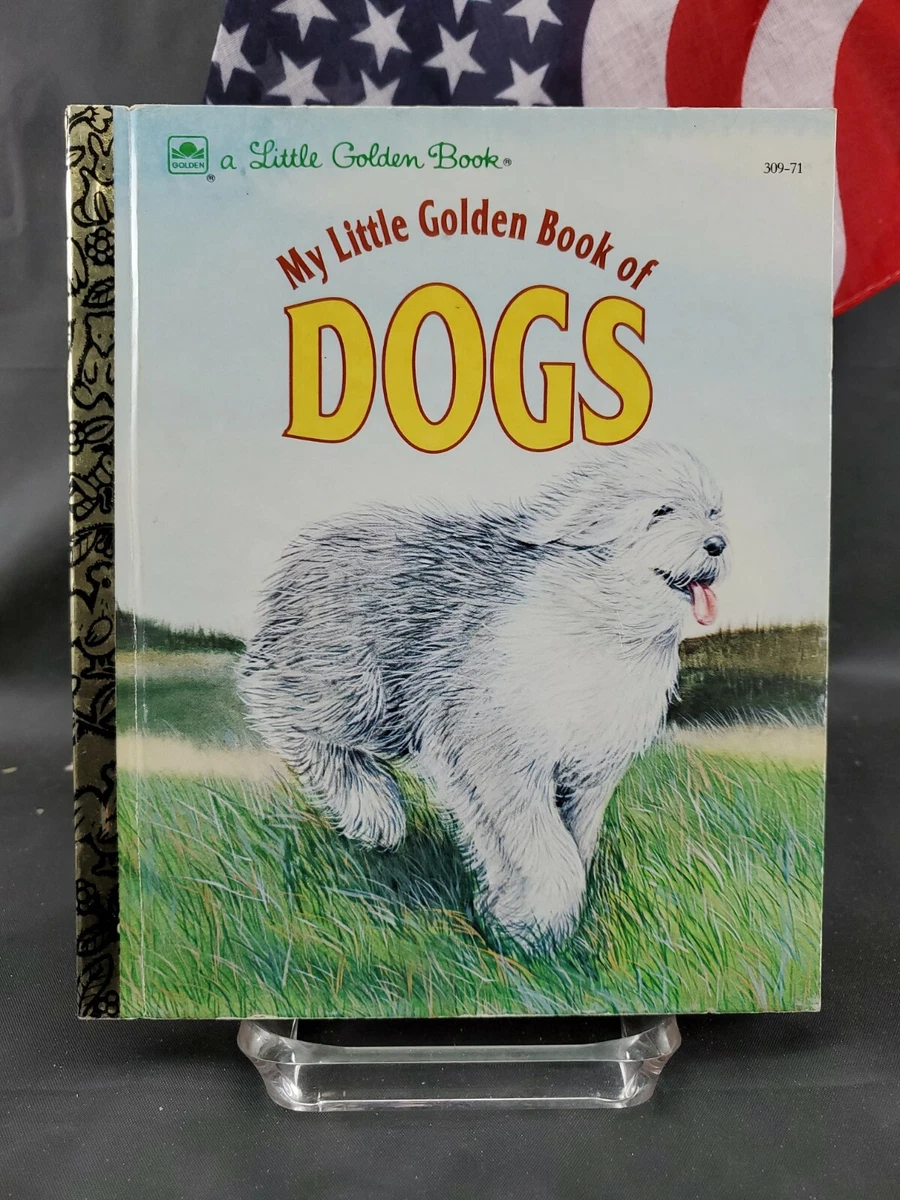 GOLDEN
® a Little Golden Book®
309-71
My Little Golden Book of
DOGS